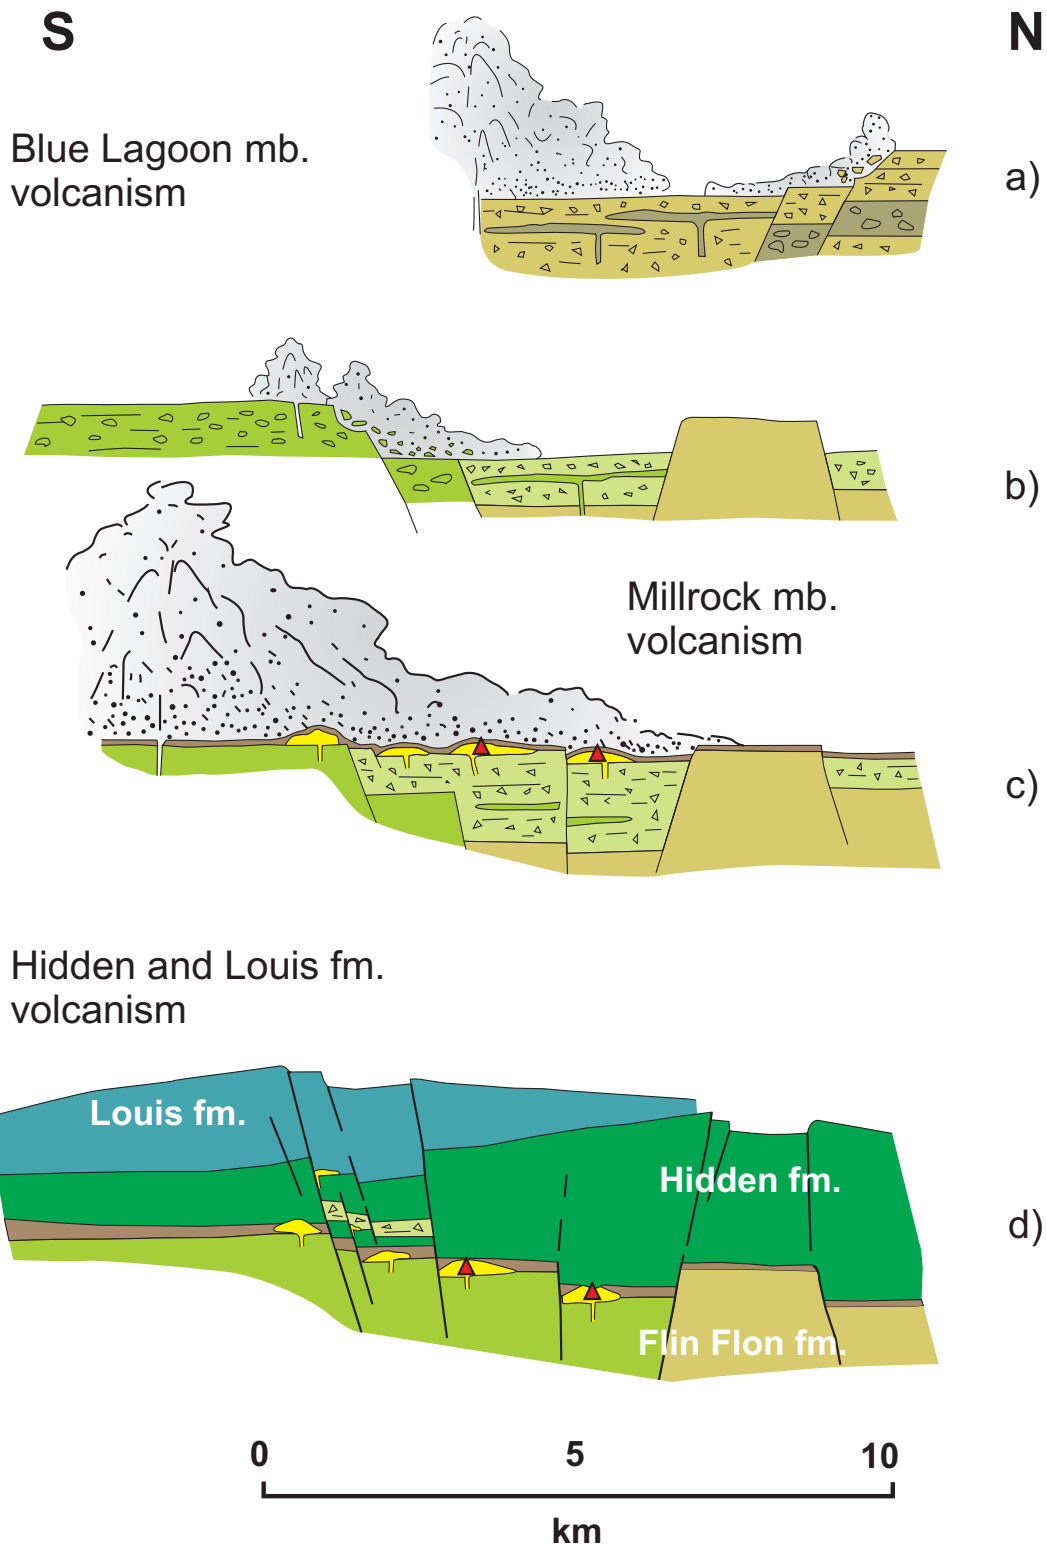 S
N
Blue Lagoon mb.
volcanism
a)
b)
Millrock mb.
volcanism
c)
Hidden and Louis fm.
volcanism
Louis fm.
Hidden fm.
d)
Flin Flon fm.
0 5 10
km